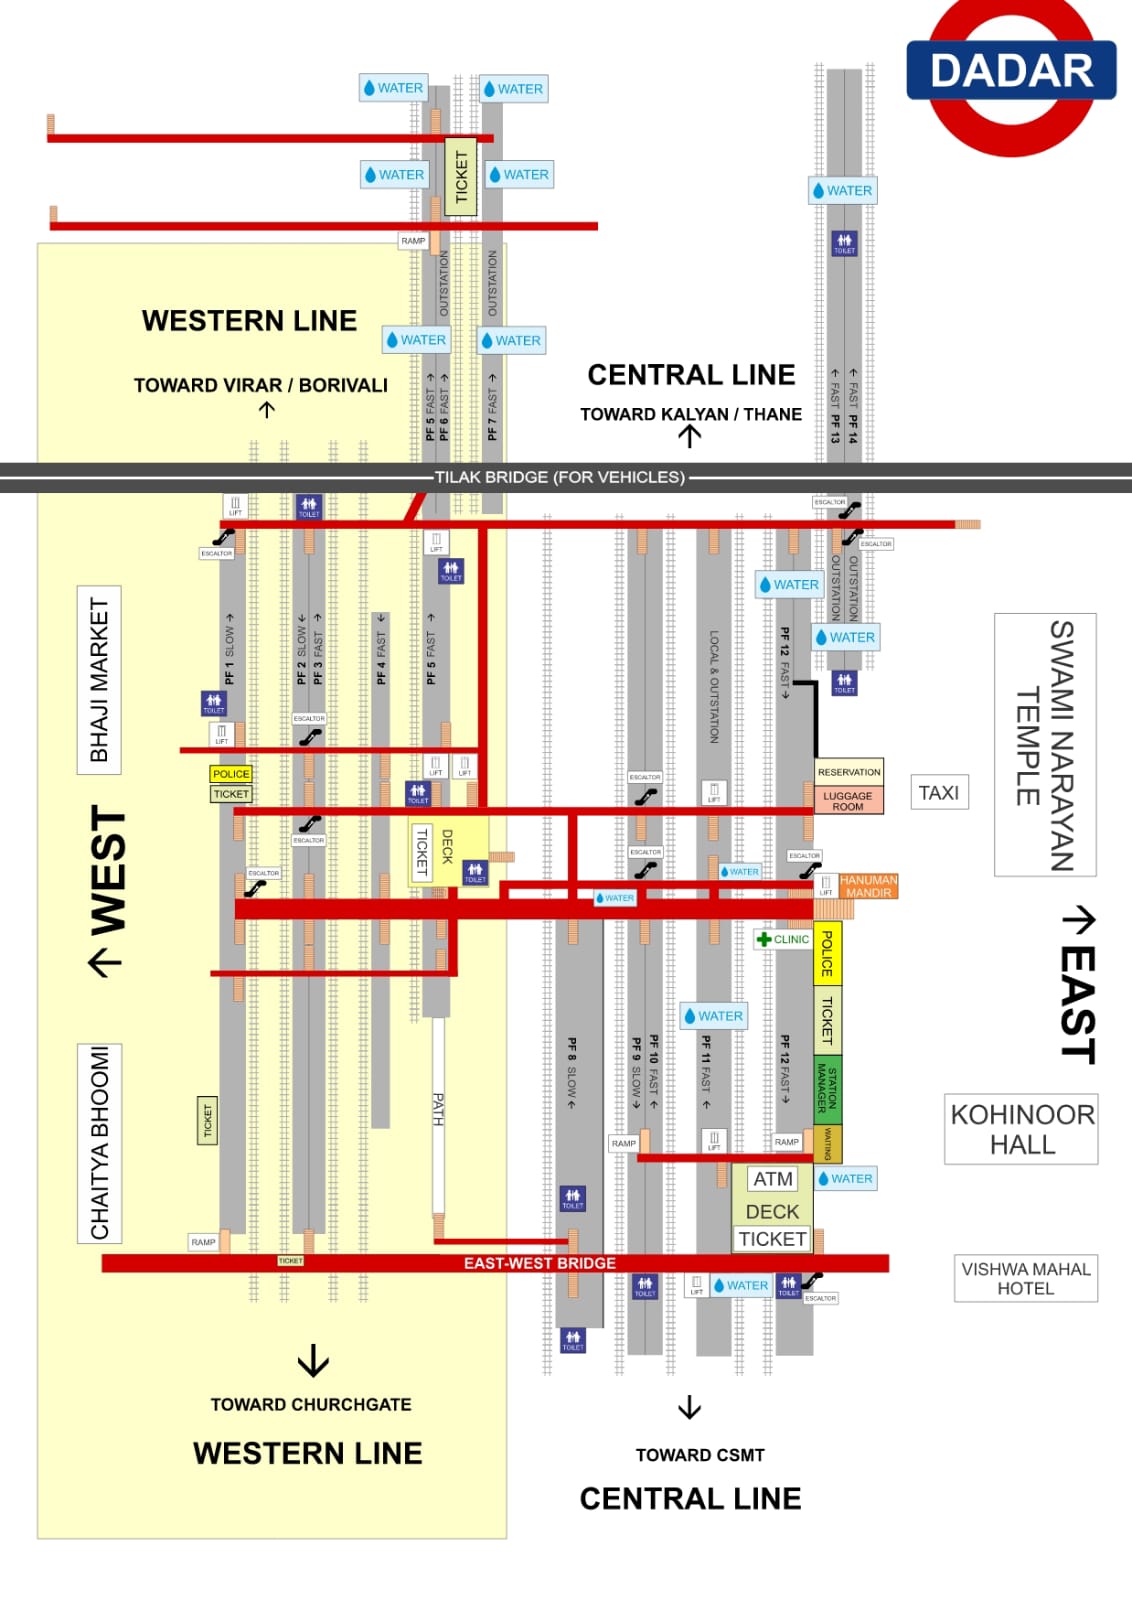 DADAR
WATER
WATER
TICKET
WATER
WATER
WATER
RAMP
TOILET
OUTSTATION
OUTSTATION
WESTERN LINE
WATER
WATER
TOWARD VIRAR / BORIVALI
↑
CENTRAL LINE
TOWARD KALYAN / THANE
↑
PF 5 FAST →
PF 6 FAST →
PF 7 FAST →
← FAST PF 13
← FAST PF 14
TILAK BRIDGE (FOR VEHICLES)
LIFT
TOILET
ESCALTOR
ESCALTOR
LIFT
ESCALTOR
TOILET
OUTSTATION
OUTSTATION
WATER
WATER
TOILET
BHAJI MARKET
PF 1 SLOW →
PF 2 SLOW ←
PF 3 FAST →
PF 4 FAST ←
PF 5 FAST →
LOCAL & OUTSTATION
PF 12 FAST →
SWAMI NARAYAN
TEMPLE
TOILET
LIFT
ESCALTOR
POLICE
TICKET
LIFT
LIFT
TOILET
ESCALTOR
LIFT
RESERVATION
LUGGAGE
ROOM
TAXI
ESCALTOR
TICKET
DECK
TOILET
ESCALTOR
ESCALTOR
ESCALTOR
WATER
LIFT
HANUMAN
MANDIR
WATER
← WEST
CLINIC
POLICE
TICKET
STATION
MANAGER
WAITING
← EAST
WATER
CHAITYA BHOOMI
TICKET
PATH
PF 8 SLOW ←
PF 9 SLOW →
PF 10 FAST ←
PF 11 FAST ←
PF 12 FAST →
KOHINOOR
HALL
RAMP
LIFT
RAMP
ATM
DECK
TICKET
WATER
TOILET
RAMP
TICKET
EAST-WEST BRIDGE
VISHWA MAHAL
HOTEL
TOILET
LIFT
WATER
TOILET
ESCALTOR
TOILET
↓
TOWARD CHURCHGATE
WESTERN LINE
↓
TOWARD CSMT
CENTRAL LINE